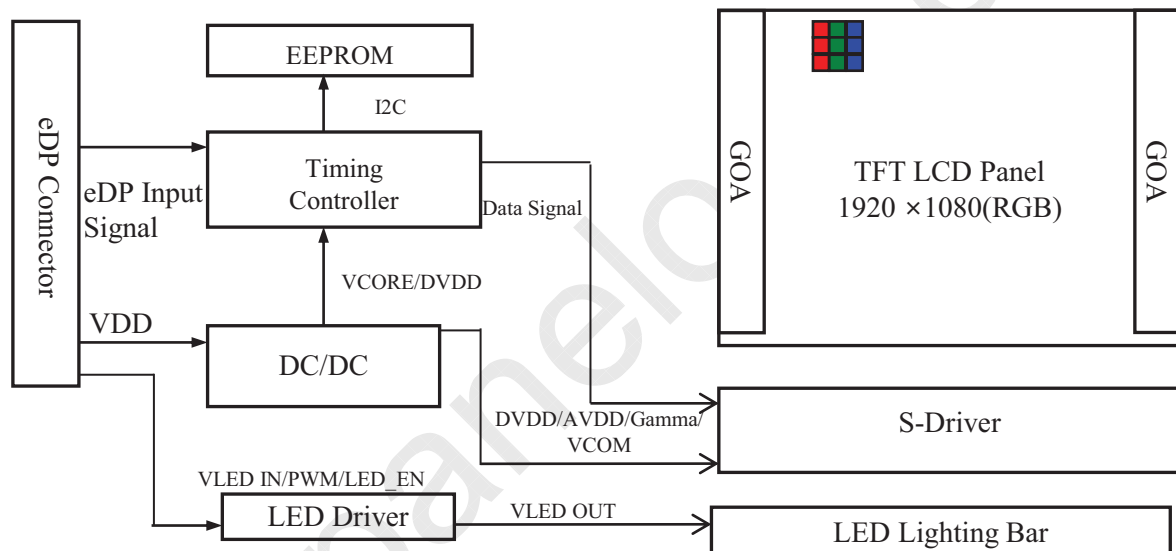 eDP Connector
EEPROM
I2C
Timing
Controller
eDP Input
Signal
Data Signal
VCORE/DVDD
VDD
DC/DC
DVDD/AVDD/Gamma/
VCOM
VLED IN/PWM/LED_EN
LED Driver
VLED OUT
GOA
TFT LCD Panel
1920 ×1080(RGB)
GOA
S-Driver
LED Lighting Bar
panelo